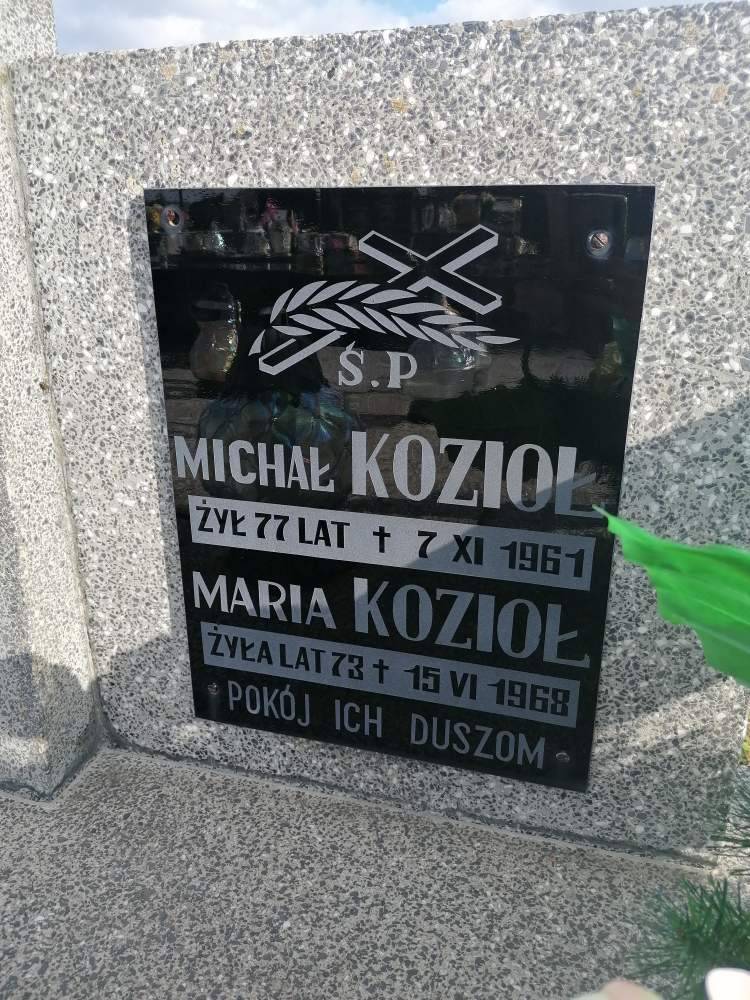 Ś.P
MICHAŁ KOZIOŁ
ŻYŁ 77 LAT † 7 XI 1961
MARIA KOZIOŁ
ŻYŁA LAT 73 † 15 VI 1968
POKÓJ ICH DUSZOM